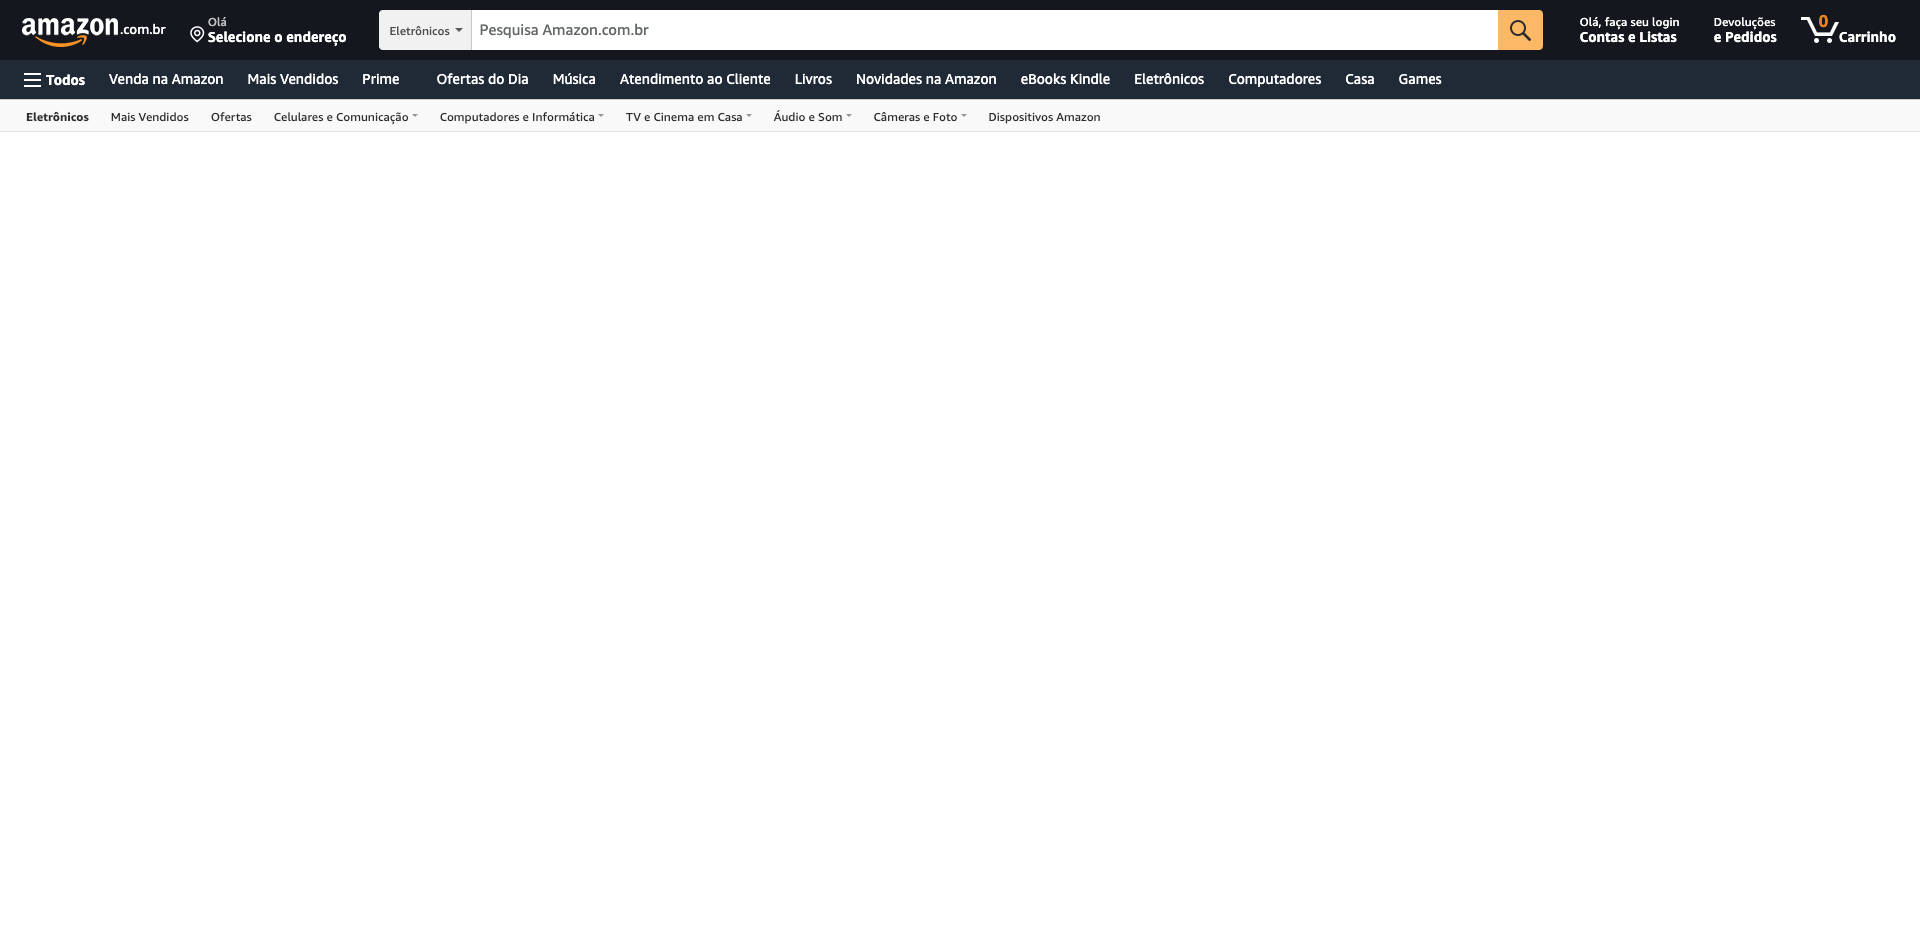 amazon.com.br
Olá
Selecione o endereço
Eletrônicos
Pesquisa Amazon.com.br
Olá, faça seu login
Contas e Listas
Devoluções
e Pedidos
0
Carrinho
Todos Venda na Amazon Mais Vendidos Prime Ofertas do Dia Música Atendimento ao Cliente Livros Novidades na Amazon eBooks Kindle Eletrônicos Computadores Casa Games
Eletrônicos Mais Vendidos Ofertas Celulares e Comunicação Computadores e Informática TV e Cinema em Casa Áudio e Som Câmeras e Foto Dispositivos Amazon